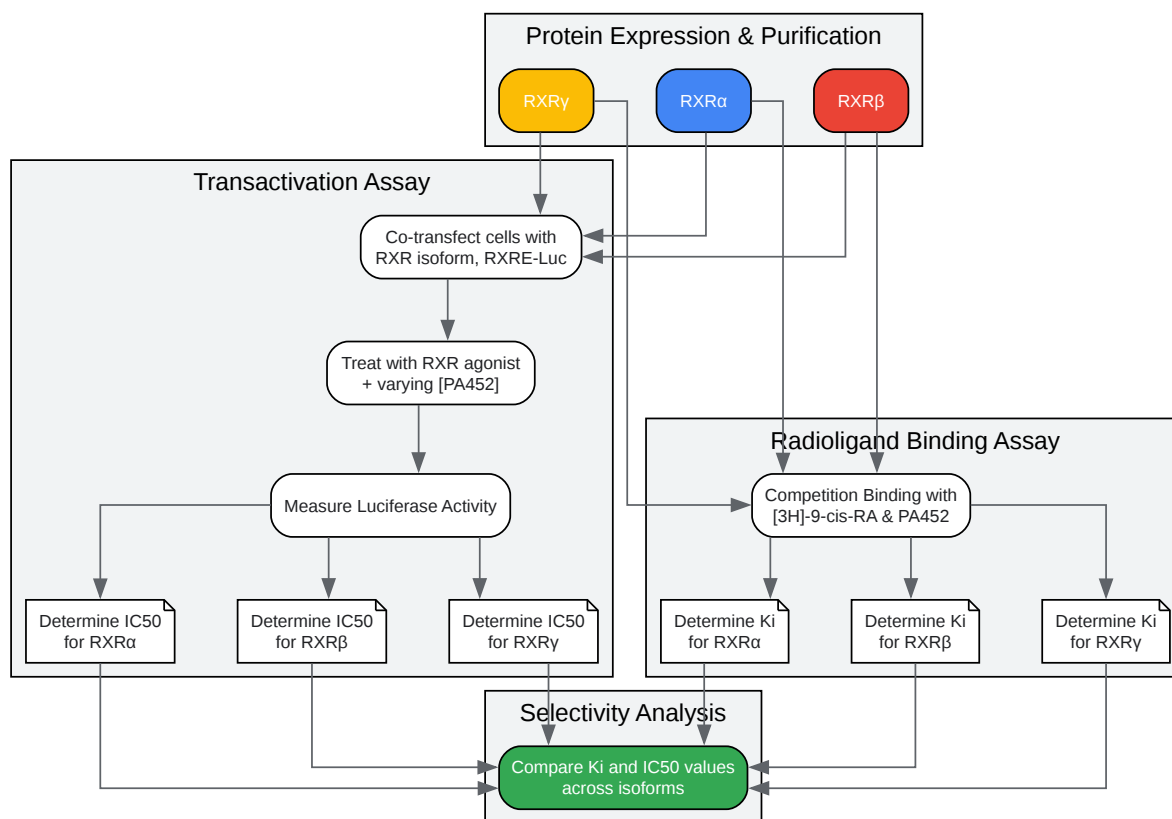 Protein Expression & Purification
RXRγ
RXRα
RXRβ
Transactivation Assay
Co-transfect cells with
RXR isoform, RXRE-Luc
Treat with RXR agonist
+ varying [PA452]
Measure Luciferase Activity
Determine IC50
for RXRα
Determine IC50
for RXRβ
Determine IC50
for RXRγ
Radioligand Binding Assay
Competition Binding with
[3H]-9-cis-RA & PA452
Determine Ki
for RXRα
Determine Ki
for RXRβ
Determine Ki
for RXRγ
Selectivity Analysis
Compare Ki and IC50 values
across isoforms